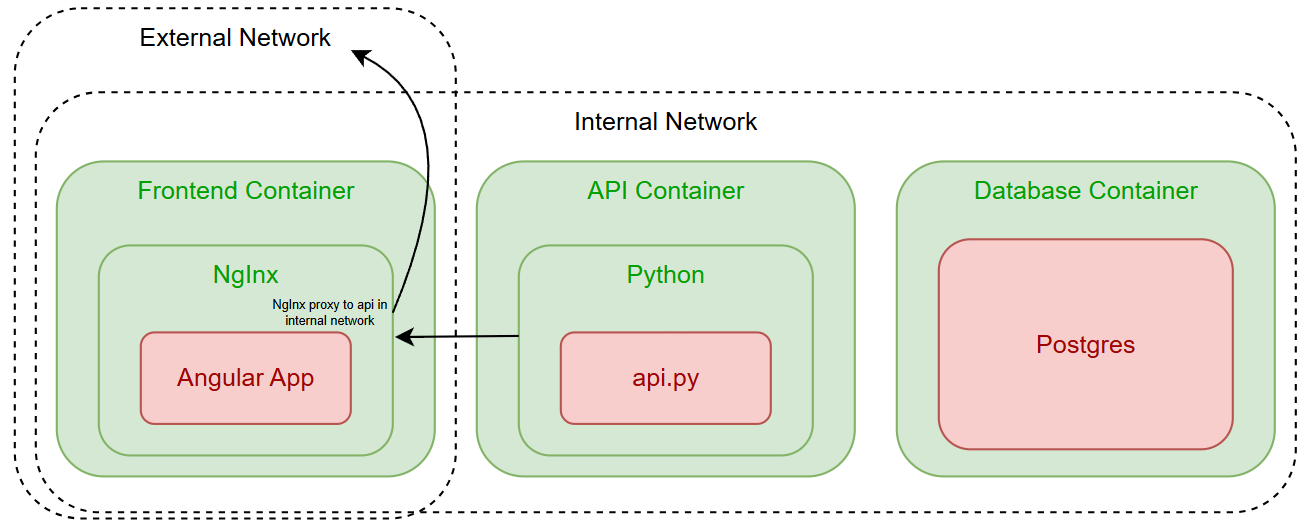 External Network
Internal Network
Frontend Container
API Container
Database Container
NgInx
Python
NgInx proxy to api in
internal network
Postgres
Angular App
api.py